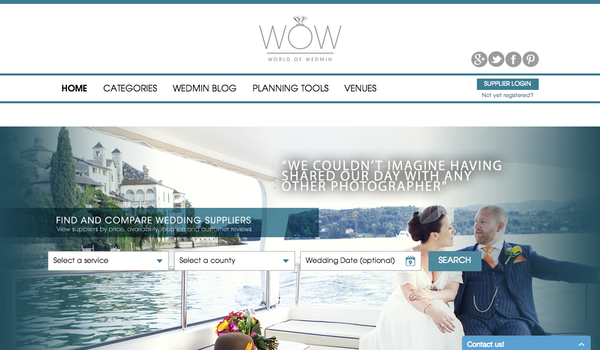 WOW
WORLD OF WEDMIN
SUPPLIER LOGIN
Not yet registered?
HOME CATEGORIES WEDMIN BLOG PLANNING TOOLS VENUES
“WE COULDN’T IMAGINE HAVING
SHARED OUR DAY WITH ANY
OTHER PHOTOGRAPHER”
FIND AND COMPARE WEDDING SUPPLIERS
View suppliers by price, availability, location and customer reviews
Select a service
Select a county
Wedding Date (optional)
SEARCH
Contact us!